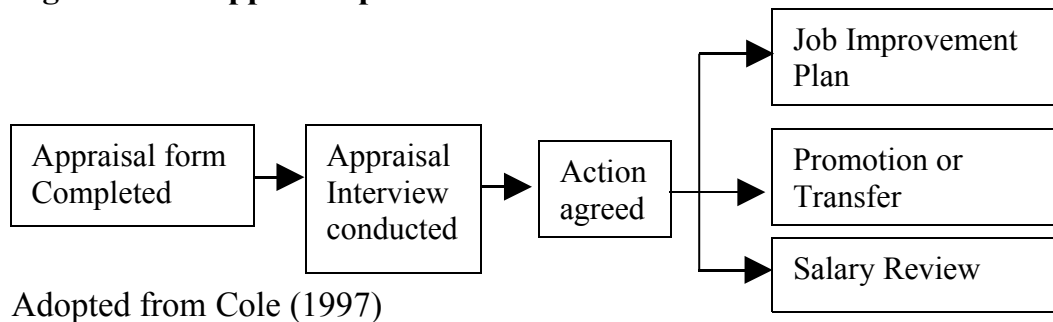 Job Improvement
Plan
Appraisal form
Completed
Appraisal
Interview
conducted
Action
agreed
Promotion or
Transfer
Salary Review
Adopted from Cole (1997)